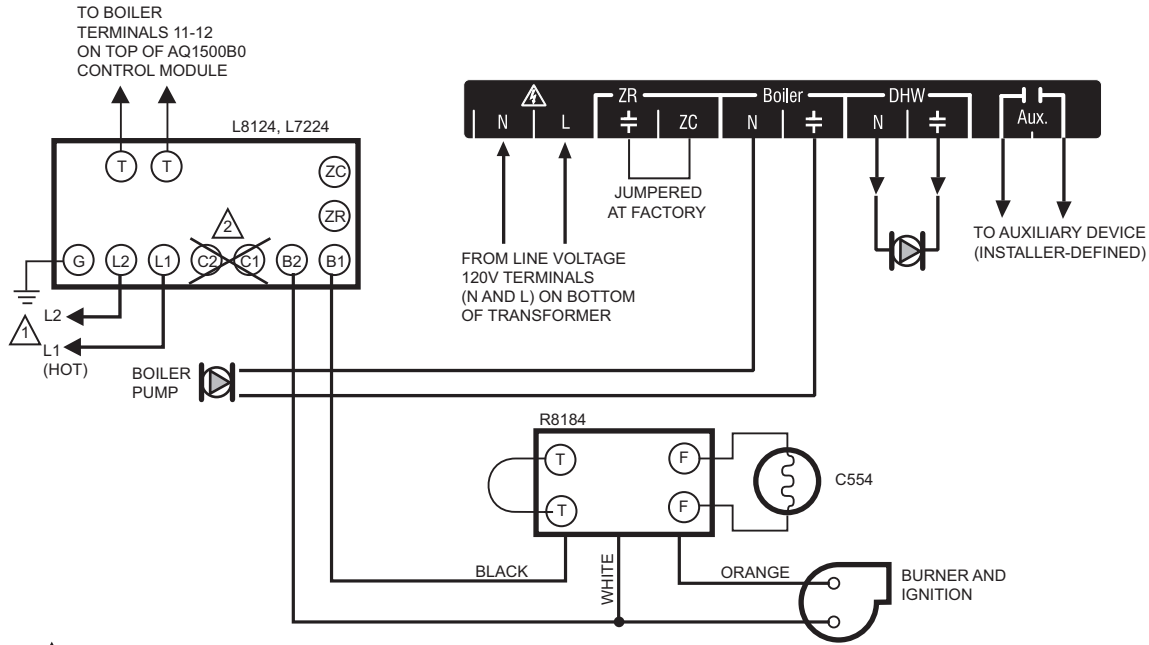 TO BOILER
TERMINALS 11-12
ON TOP OF AQ1500B0
CONTROL MODULE
L8124, L7224
T T
ZC
ZR
2
G L2 L1 C2 C1 B2 B1
1
L2
L1
(HOT)
ZR Boiler DHW
N L ZC N N Aux.
JUMPERED
AT FACTORY
FROM LINE VOLTAGE
120V TERMINALS
(N AND L) ON BOTTOM
OF TRANSFORMER
TO AUXILIARY DEVICE
(INSTALLER-DEFINED)
BOILER
PUMP
R8184
T F
T F
C554
BLACK
WHITE
ORANGE
BURNER AND
IGNITION